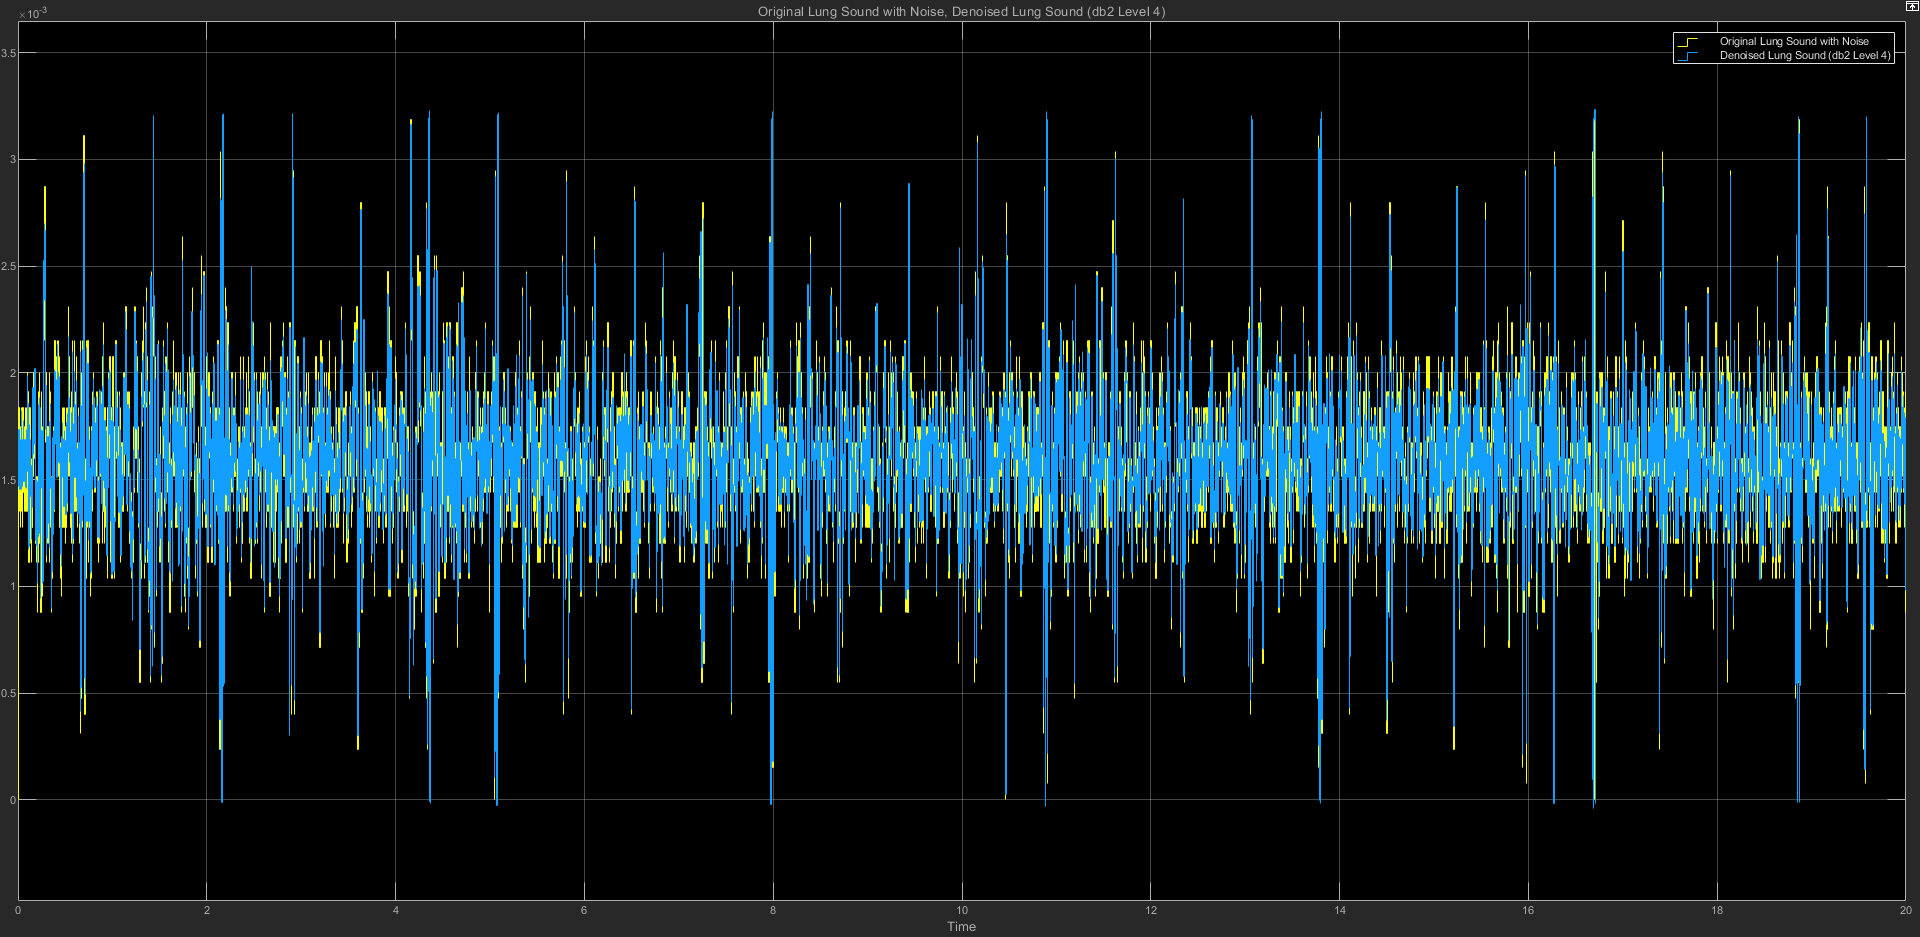 Original Lung Sound with Noise, Denoised Lung Sound (db2 Level 4)
×10⁻³
Original Lung Sound with Noise
Denoised Lung Sound (db2 Level 4)
3.5
3
2.5
2
1.5
1
0.5
0
0 2 4 6 8 10 12 14 16 18 20
Time